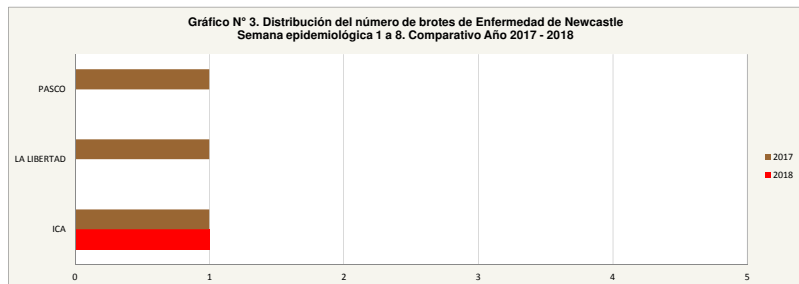 Gráfico N° 3. Distribución del número de brotes de Enfermedad de Newcastle
Semana epidemiológica 1 a 8. Comparativo Año 2017 - 2018
PASCO
LA LIBERTAD
ICA
0 1 2 3 4 5
2017
2018